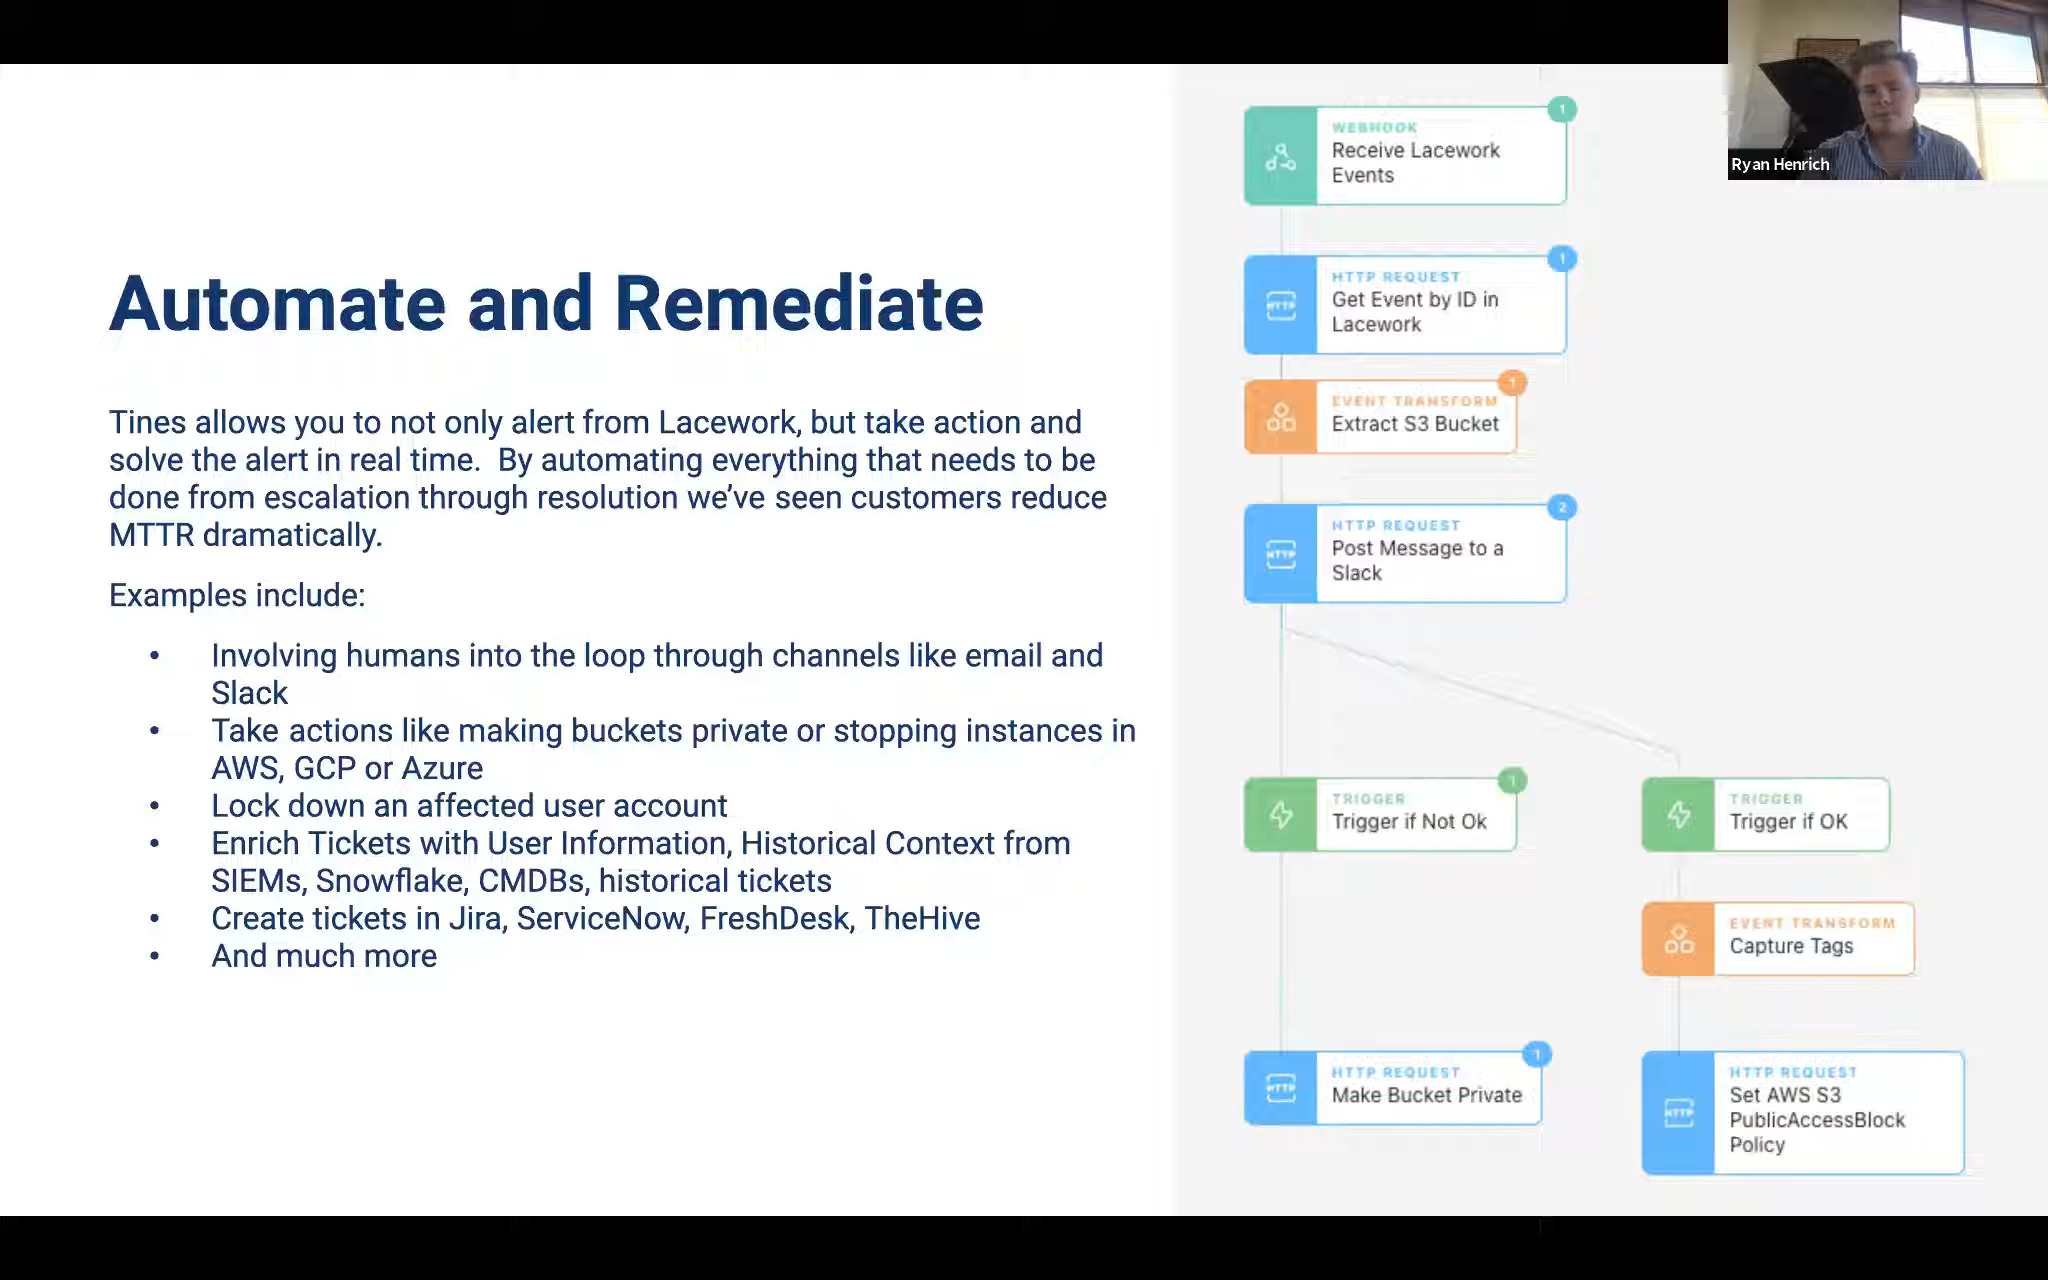 Automate and Remediate
Tines allows you to not only alert from Lacework, but take action and
solve the alert in real time.  By automating everything that needs to be
done from escalation through resolution we’ve seen customers reduce
MTTR dramatically.
Examples include:
• Involving humans into the loop through channels like email and
Slack
• Take actions like making buckets private or stopping instances in
AWS, GCP or Azure
• Lock down an affected user account
• Enrich Tickets with User Information, Historical Context from
SIEMs, Snowflake, CMDBs, historical tickets
• Create tickets in Jira, ServiceNow, FreshDesk, TheHive
• And much more
1
WEBHOOK
Receive Lacework
Events
1
HTTP
HTTP REQUEST
Get Event by ID in
Lacework
1
EVENT TRANSFORM
Extract S3 Bucket
2
HTTP
HTTP REQUEST
Post Message to a
Slack
1
TRIGGER
Trigger if Not Ok
TRIGGER
Trigger if OK
EVENT TRANSFORM
Capture Tags
1
HTTP
HTTP REQUEST
Make Bucket Private
HTTP
HTTP REQUEST
Set AWS S3
PublicAccessBlock
Policy
Ryan Henrich